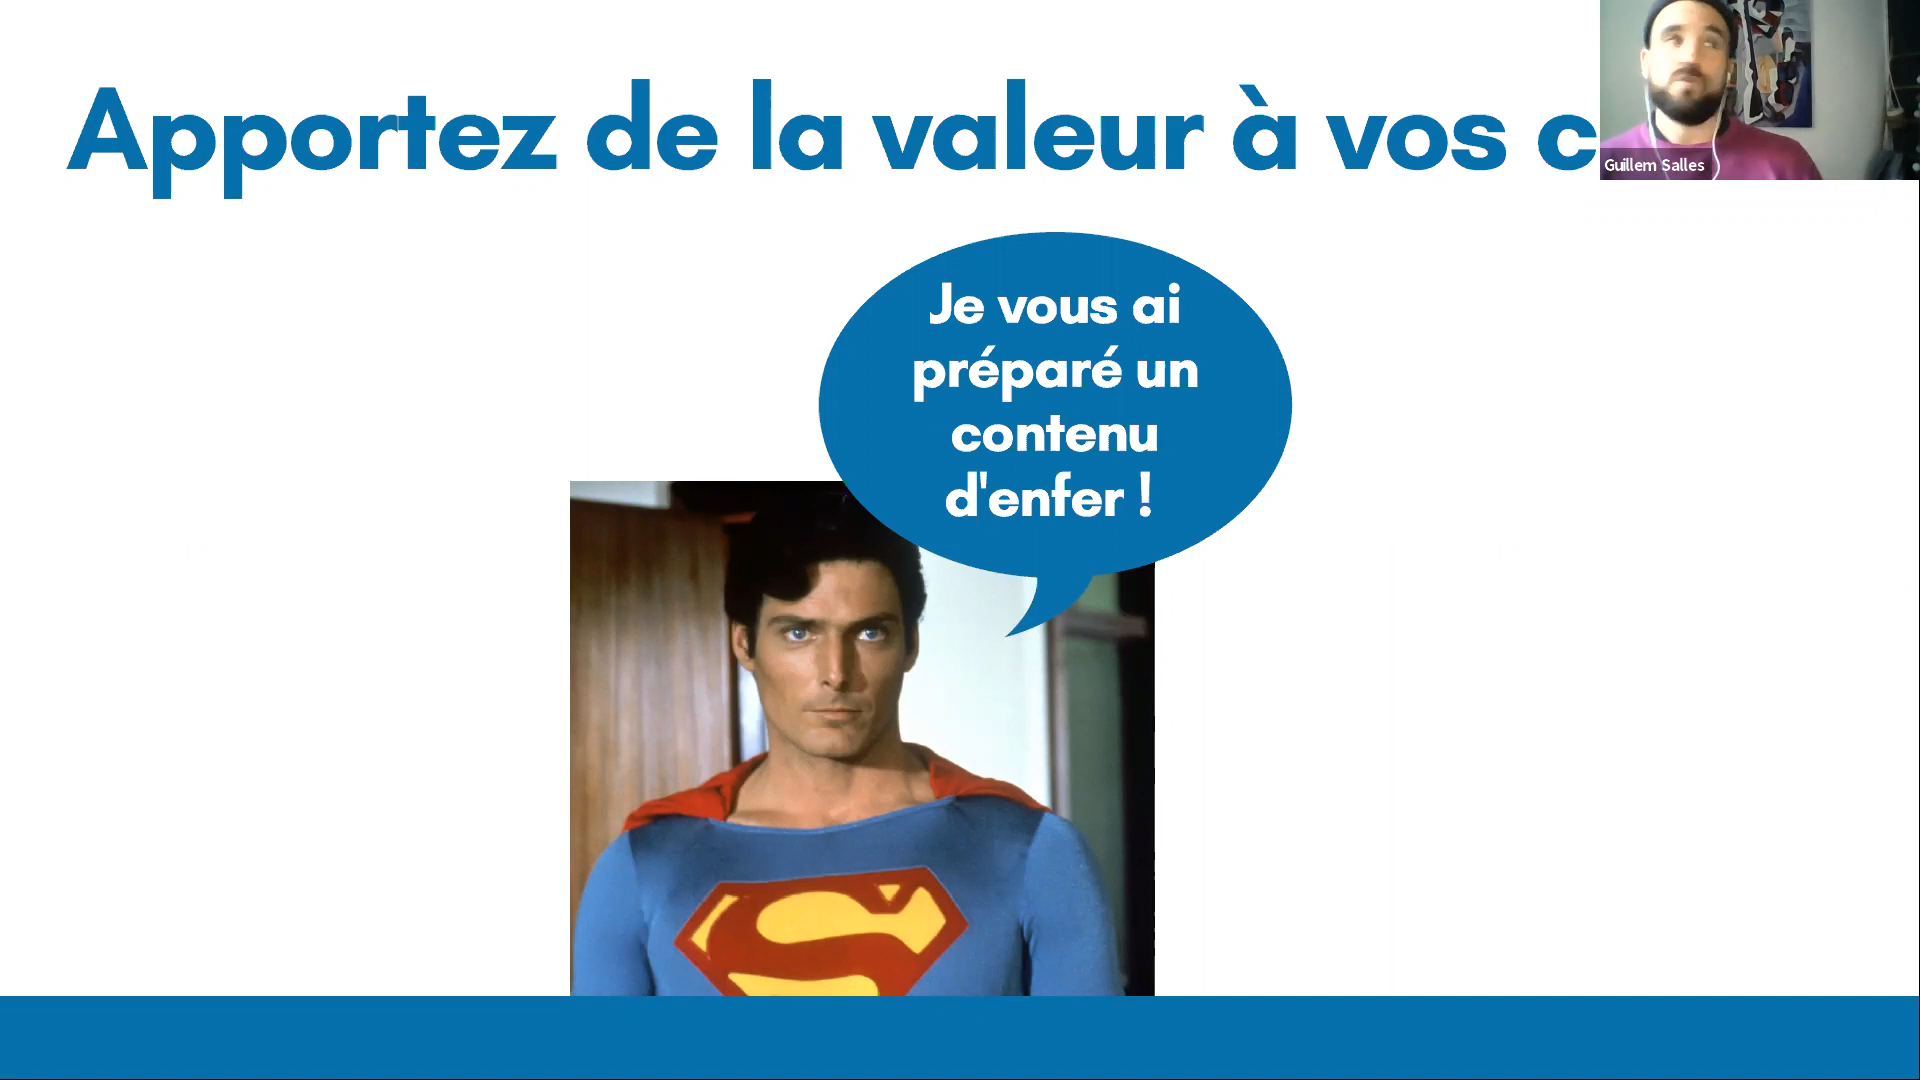 Apportez de la valeur à vos c
Guillem Salles
Je vous ai
préparé un
contenu
d'enfer !